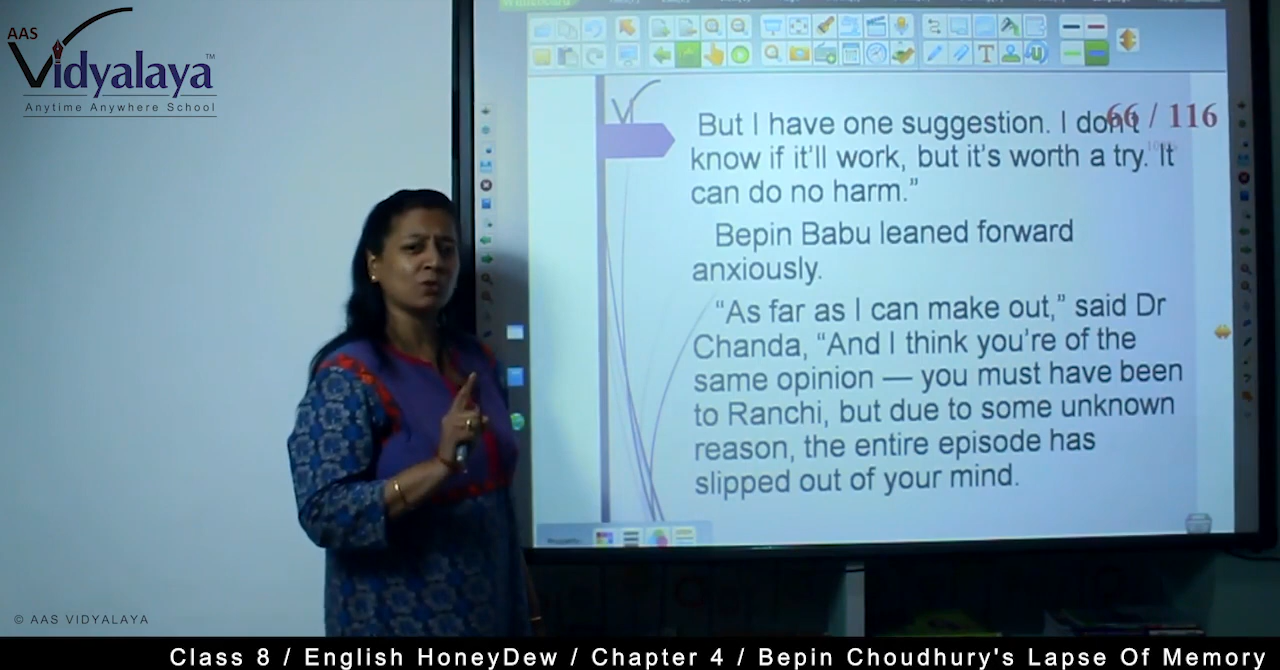 AAS
Vidyalaya™
Anytime Anywhere School
66 / 116
But I have one suggestion. I don't
know if it'll work, but it's worth a try. It
can do no harm.”
Bepin Babu leaned forward
anxiously.
“As far as I can make out,” said Dr
Chanda, “And I think you're of the
same opinion — you must have been
to Ranchi, but due to some unknown
reason, the entire episode has
slipped out of your mind.
© AAS VIDYALAYA
Class 8 / English HoneyDew / Chapter 4 / Bepin Choudhury's Lapse Of Memory